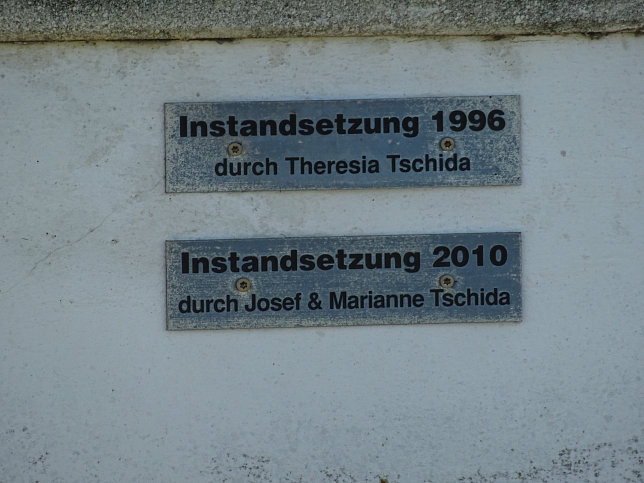 Instandsetzung 1996
durch Theresia Tschida
Instandsetzung 2010
durch Josef & Marianne Tschida